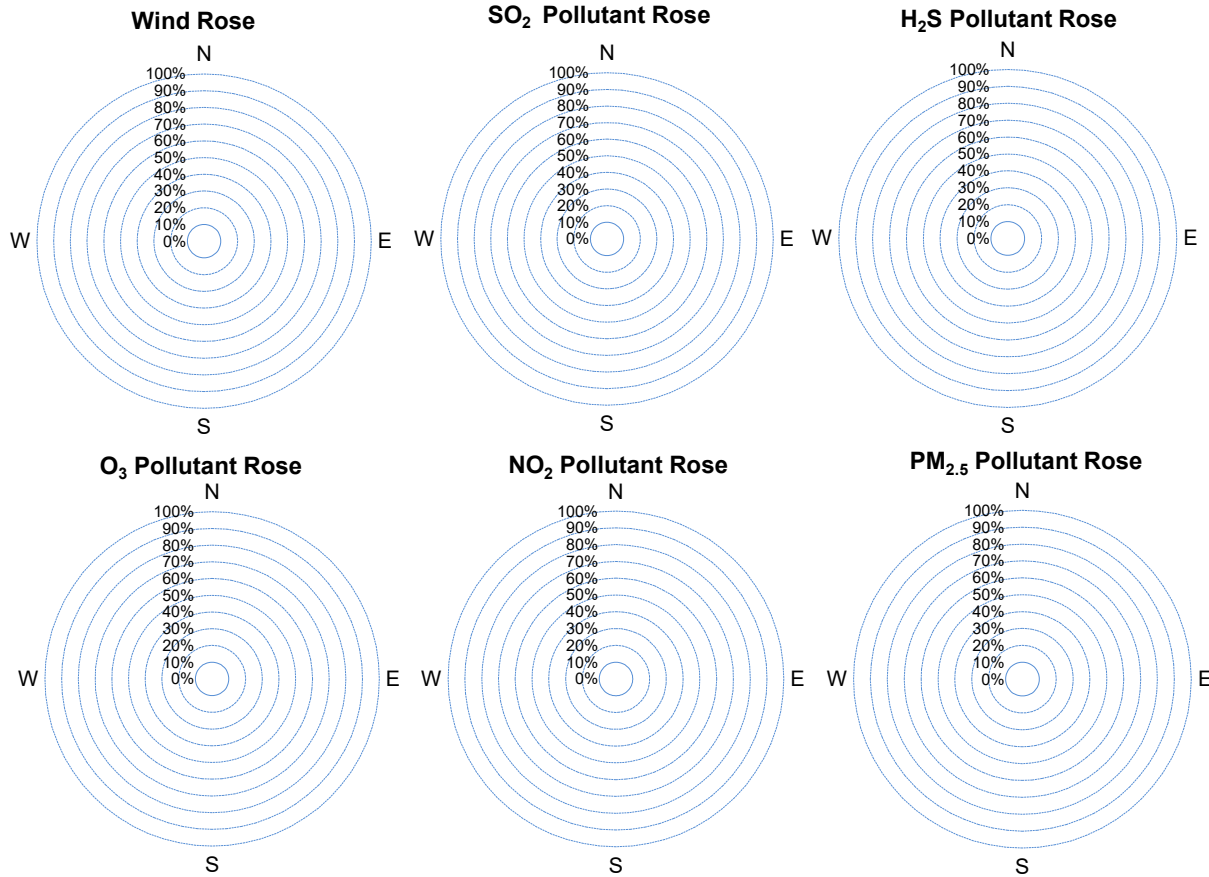 Wind Rose
N
100%
90%
80%
70%
60%
50%
40%
30%
20%
10%
0%
W
E
S
SO₂ Pollutant Rose
N
100%
90%
80%
70%
60%
50%
40%
30%
20%
10%
0%
W
E
S
H₂S Pollutant Rose
N
100%
90%
80%
70%
60%
50%
40%
30%
20%
10%
0%
W
E
S
O₃ Pollutant Rose
N
100%
90%
80%
70%
60%
50%
40%
30%
20%
10%
0%
W
E
S
NO₂ Pollutant Rose
N
100%
90%
80%
70%
60%
50%
40%
30%
20%
10%
0%
W
E
S
PM₂.₅ Pollutant Rose
N
100%
90%
80%
70%
60%
50%
40%
30%
20%
10%
0%
W
E
S